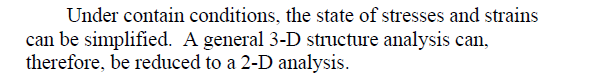 Under contain conditions, the state of stresses and strains
can be simplified.  A general 3-D structure analysis can,
therefore, be reduced to a 2-D analysis.